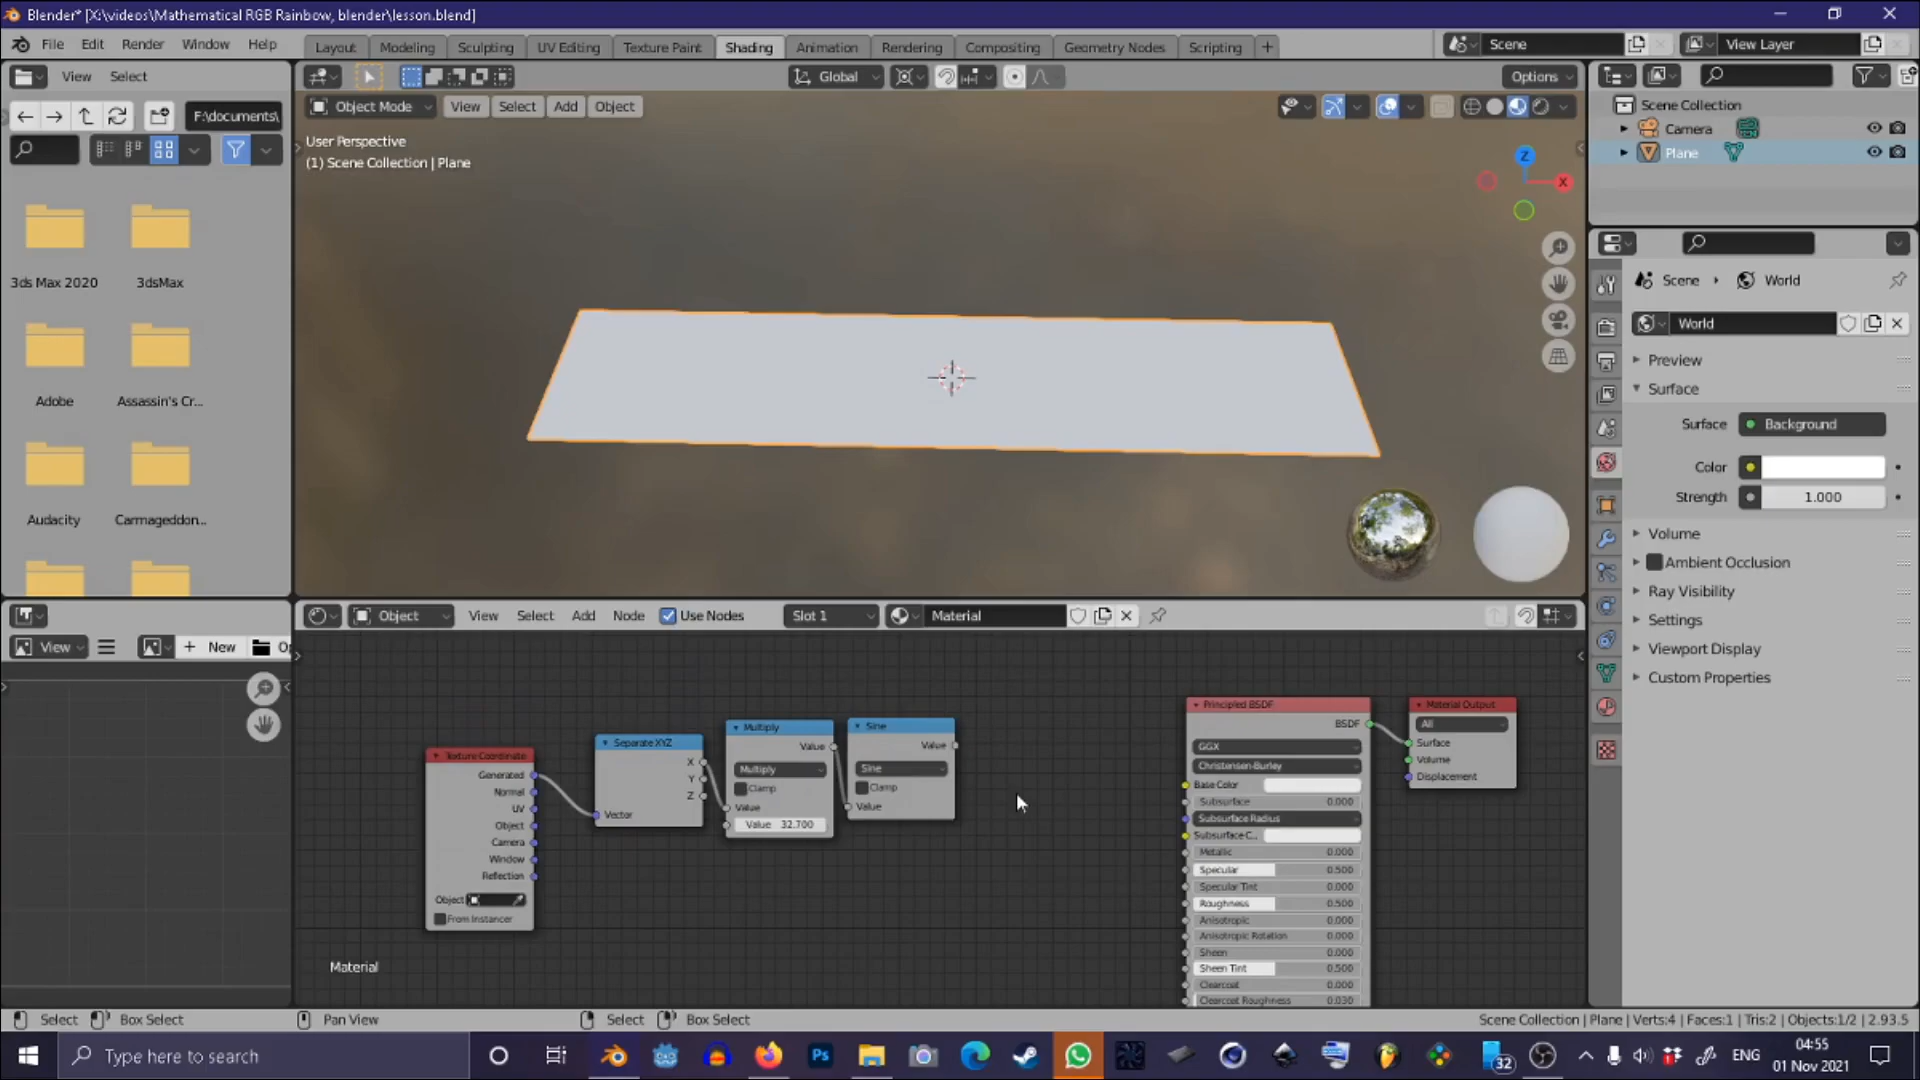 Blender* [X:\videos\Mathematical RGB Rainbow, blender\lesson.blend]
File Edit Render Window Help
Layout Modeling Sculpting UV Editing Texture Paint Shading Animation Rendering Compositing Geometry Nodes Scripting +
Scene
View Layer
View Select
Global
Options
F:\documents\
Object Mode View Select Add Object
User Perspective
(1) Scene Collection | Plane
Z
X
Scene Collection
Camera
Plane
3ds Max 2020 3dsMax
Adobe Assassin's Cr...
Audacity Carmageddon...
Scene World
World
Preview
Surface
Surface Background
Color
Strength 1.000
Volume
Ambient Occlusion
Ray Visibility
Settings
Viewport Display
Custom Properties
View New Op
Object View Select Add Node Use Nodes Slot 1 Material
Texture Coordinate
Generated
Normal
UV
Object
Camera
Window
Reflection
Object
From Instancer
Separate XYZ
X
Y
Z
Vector
Multiply
Value
Multiply
Clamp
Value
Value 32.700
Sine
Value
Sine
Clamp
Value
Principled BSDF
BSDF
GGX
Christensen-Burley
Base Color
Subsurface 0.000
Subsurface Radius
Subsurface C..
Metallic 0.000
Specular 0.500
Specular Tint 0.000
Roughness 0.500
Anisotropic 0.000
Anisotropic Rotation 0.000
Sheen 0.000
Sheen Tint 0.500
Clearcoat 0.000
Clearcoat Roughness 0.030
Material Output
All
Surface
Volume
Displacement
Material
Select Box Select Pan View Select Box Select
Scene Collection | Plane | Verts:4 | Faces:1 | Tris:2 | Objects:1/2 | 2.93.5
Type here to search
Ps
32
ENG
04:55
01 Nov 2021